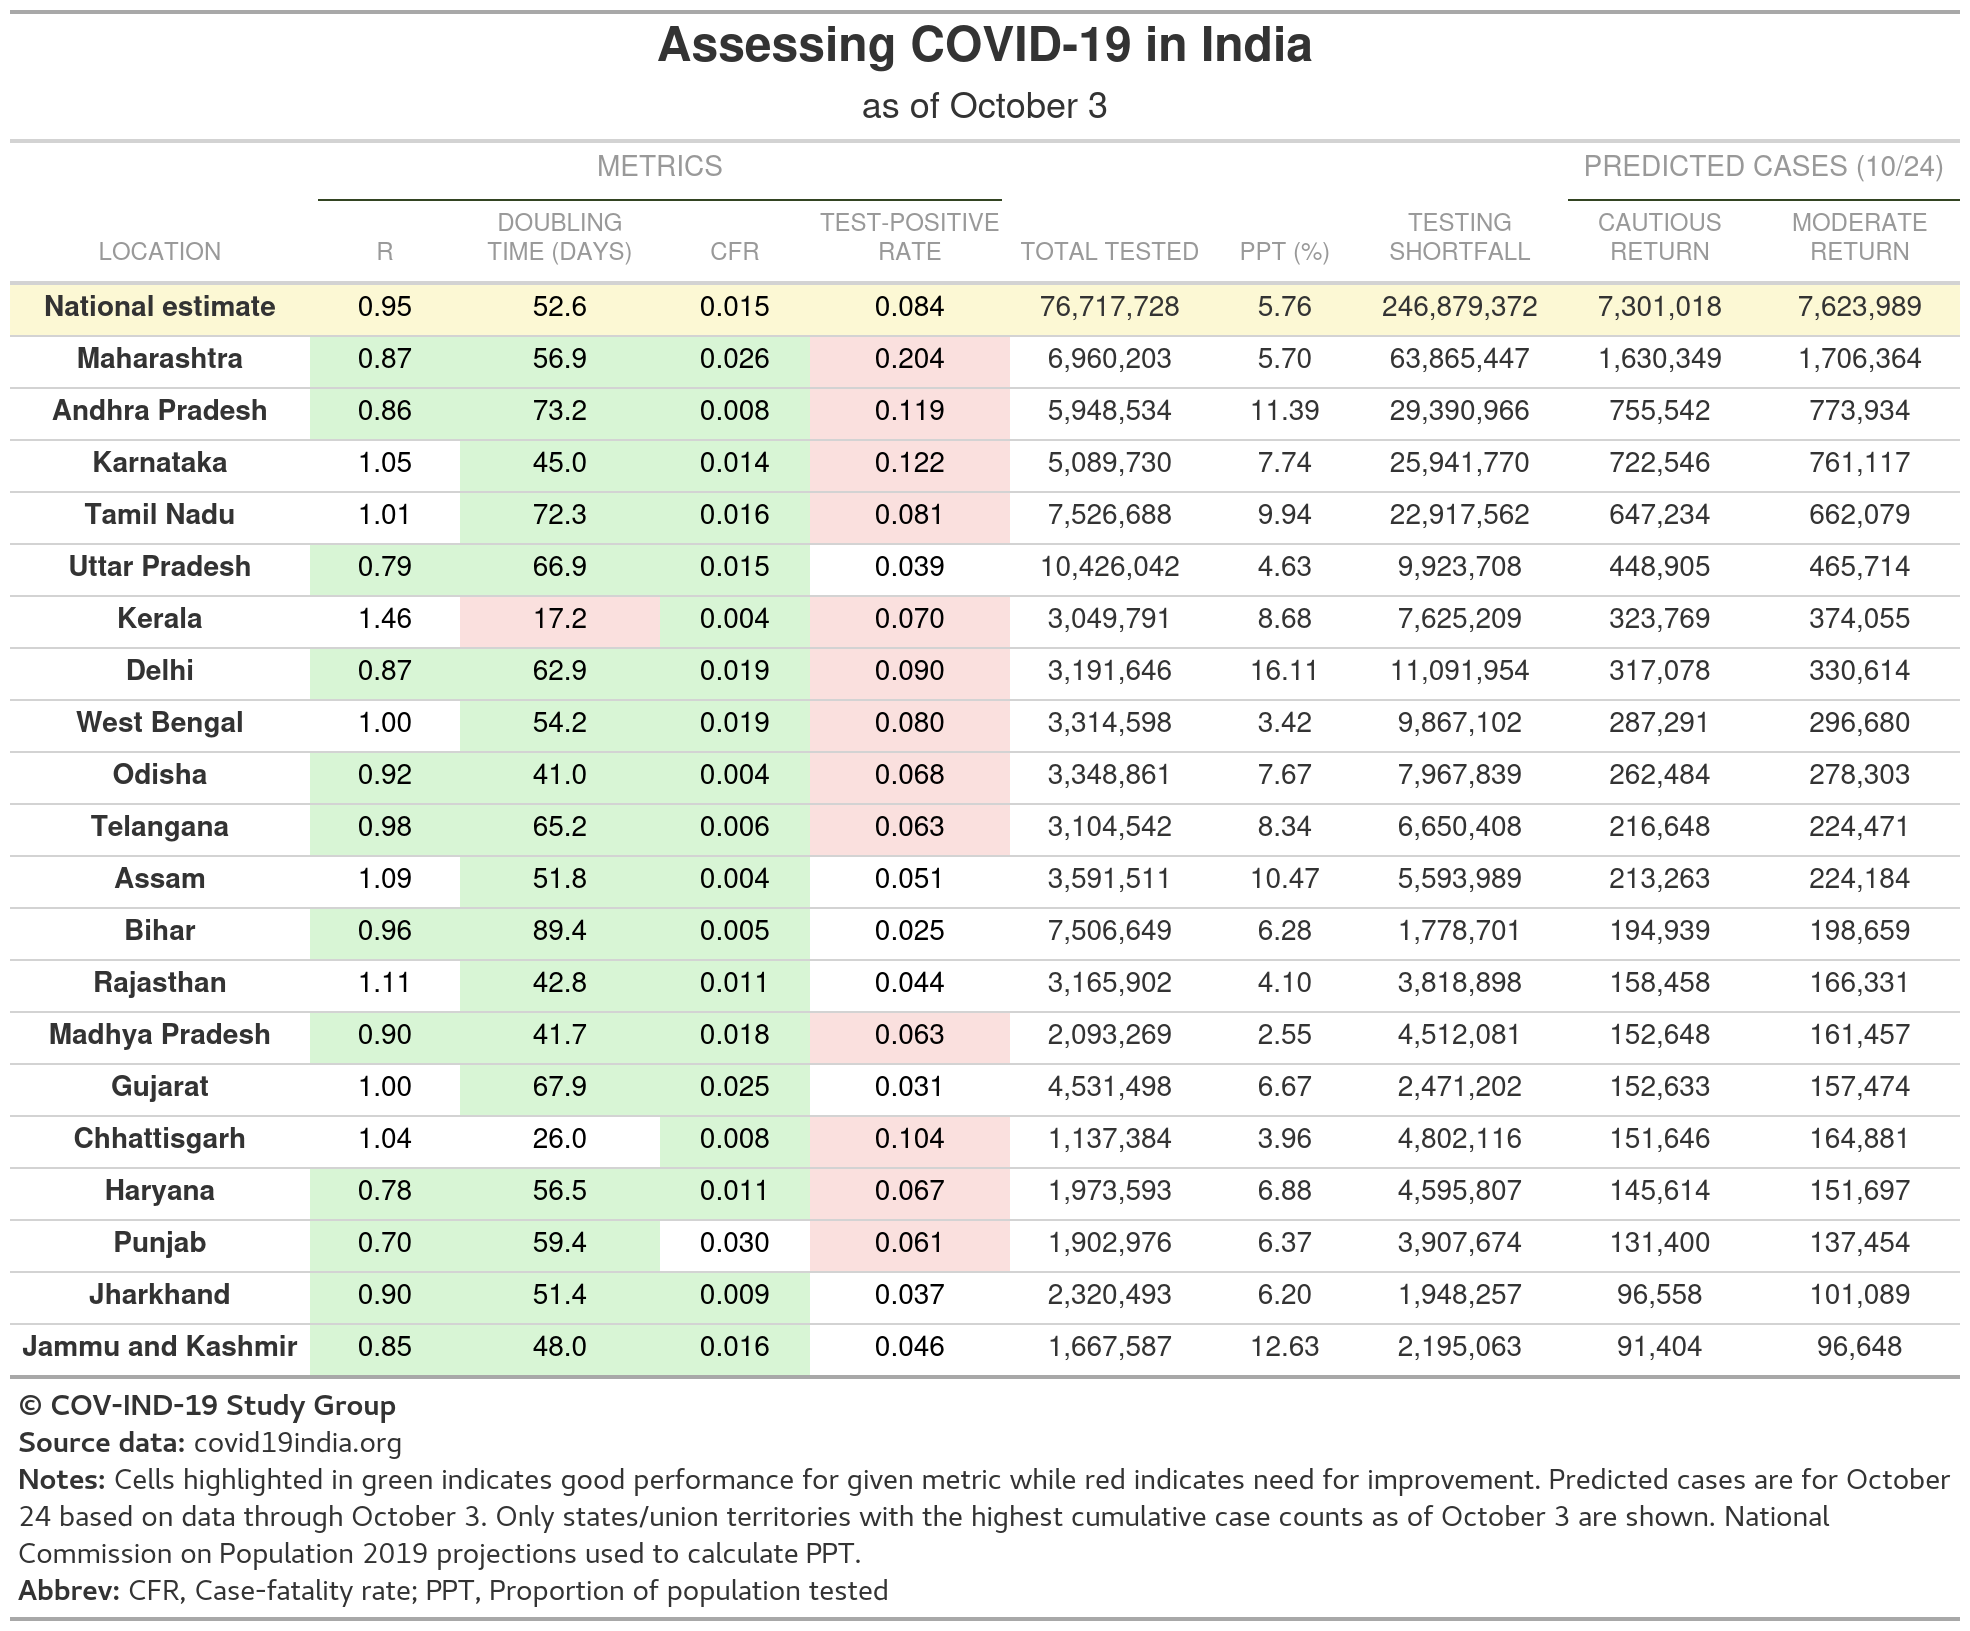 Assessing COVID-19 in India
as of October 3
METRICS PREDICTED CASES (10/24)
LOCATION R DOUBLING TIME (DAYS) CFR TEST-POSITIVE RATE TOTAL TESTED PPT (%) TESTING SHORTFALL CAUTIOUS RETURN MODERATE RETURN
National estimate 0.95 52.6 0.015 0.084 76,717,728 5.76 246,879,372 7,301,018 7,623,989
Maharashtra 0.87 56.9 0.026 0.204 6,960,203 5.70 63,865,447 1,630,349 1,706,364
Andhra Pradesh 0.86 73.2 0.008 0.119 5,948,534 11.39 29,390,966 755,542 773,934
Karnataka 1.05 45.0 0.014 0.122 5,089,730 7.74 25,941,770 722,546 761,117
Tamil Nadu 1.01 72.3 0.016 0.081 7,526,688 9.94 22,917,562 647,234 662,079
Uttar Pradesh 0.79 66.9 0.015 0.039 10,426,042 4.63 9,923,708 448,905 465,714
Kerala 1.46 17.2 0.004 0.070 3,049,791 8.68 7,625,209 323,769 374,055
Delhi 0.87 62.9 0.019 0.090 3,191,646 16.11 11,091,954 317,078 330,614
West Bengal 1.00 54.2 0.019 0.080 3,314,598 3.42 9,867,102 287,291 296,680
Odisha 0.92 41.0 0.004 0.068 3,348,861 7.67 7,967,839 262,484 278,303
Telangana 0.98 65.2 0.006 0.063 3,104,542 8.34 6,650,408 216,648 224,471
Assam 1.09 51.8 0.004 0.051 3,591,511 10.47 5,593,989 213,263 224,184
Bihar 0.96 89.4 0.005 0.025 7,506,649 6.28 1,778,701 194,939 198,659
Rajasthan 1.11 42.8 0.011 0.044 3,165,902 4.10 3,818,898 158,458 166,331
Madhya Pradesh 0.90 41.7 0.018 0.063 2,093,269 2.55 4,512,081 152,648 161,457
Gujarat 1.00 67.9 0.025 0.031 4,531,498 6.67 2,471,202 152,633 157,474
Chhattisgarh 1.04 26.0 0.008 0.104 1,137,384 3.96 4,802,116 151,646 164,881
Haryana 0.78 56.5 0.011 0.067 1,973,593 6.88 4,595,807 145,614 151,697
Punjab 0.70 59.4 0.030 0.061 1,902,976 6.37 3,907,674 131,400 137,454
Jharkhand 0.90 51.4 0.009 0.037 2,320,493 6.20 1,948,257 96,558 101,089
Jammu and Kashmir 0.85 48.0 0.016 0.046 1,667,587 12.63 2,195,063 91,404 96,648
© COV-IND-19 Study Group
Source data: covid19india.org
Notes: Cells highlighted in green indicates good performance for given metric while red indicates need for improvement. Predicted cases are for October
24 based on data through October 3. Only states/union territories with the highest cumulative case counts as of October 3 are shown. National
Commission on Population 2019 projections used to calculate PPT.
Abbrev: CFR, Case-fatality rate; PPT, Proportion of population tested